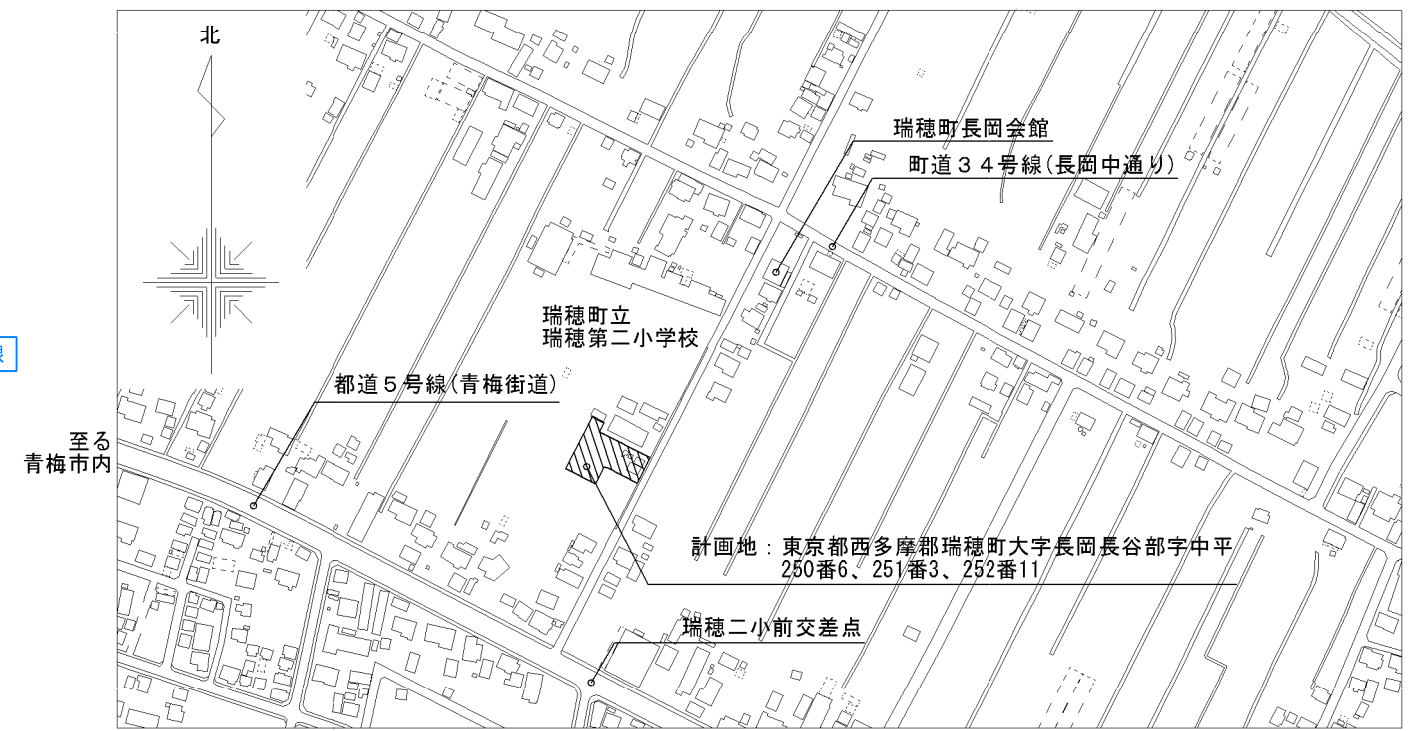 北
瑞穂町長岡会館
町道３４号線(長岡中通り)
瑞穂町立
瑞穂第二小学校
線
都道５号線(青梅街道)
至る
青梅市内
計画地：東京都西多摩郡瑞穂町大字長岡長谷部字中平
250番6、251番3、252番11
瑞穂二小前交差点